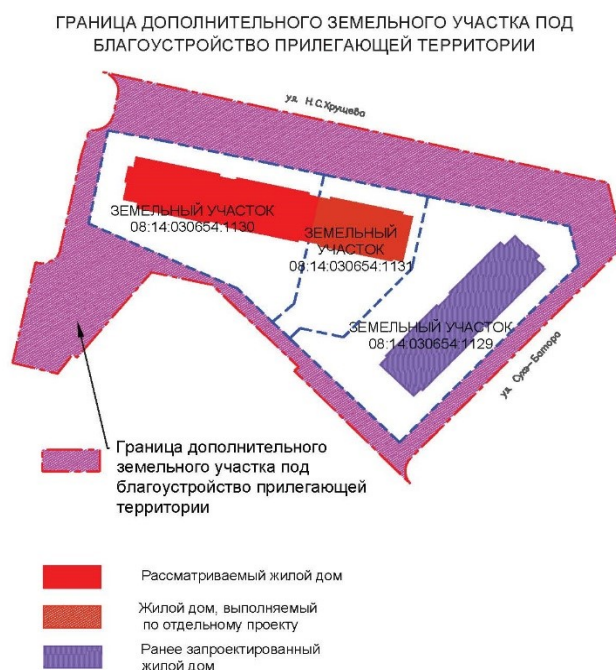 ГРАНИЦА ДОПОЛНИТЕЛЬНОГО ЗЕМЕЛЬНОГО УЧАСТКА ПОД
БЛАГОУСТРОЙСТВО ПРИЛЕГАЮЩЕЙ ТЕРРИТОРИИ
ул. Н.С.Хрущева
ЗЕМЕЛЬНЫЙ УЧАСТОК
08:14:030654:1130
ЗЕМЕЛЬНЫЙ
УЧАСТОК
08:14:030654:1131
ЗЕМЕЛЬНЫЙ УЧАСТОК
08:14:030654:1129
ул. Сухэ-Батора
Граница дополнительного
земельного участка под
благоустройство прилегающей
территории
Рассматриваемый жилой дом
Жилой дом, выполняемый
по отдельному проекту
Ранее запроектированный
жилой дом